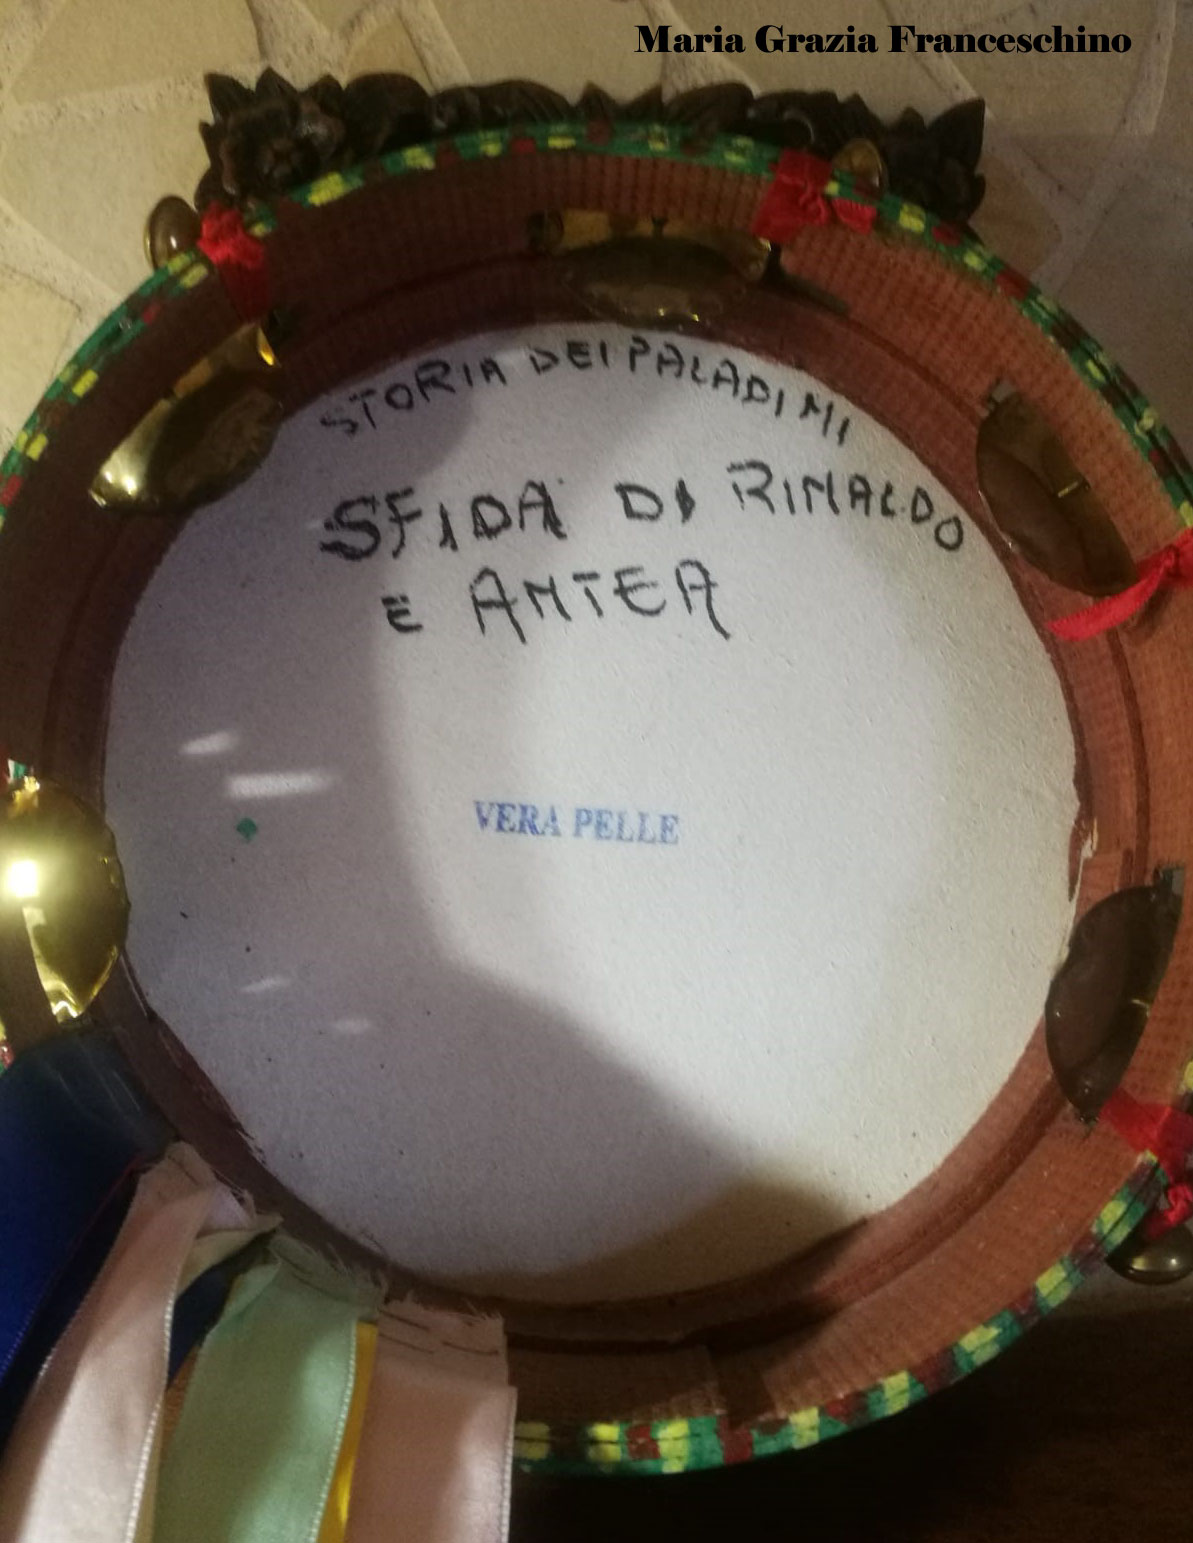 Maria Grazia Franceschino
STORIA DEI PALADINI
SFIDA DI RINALDO
E ANTEA
VERA PELLE